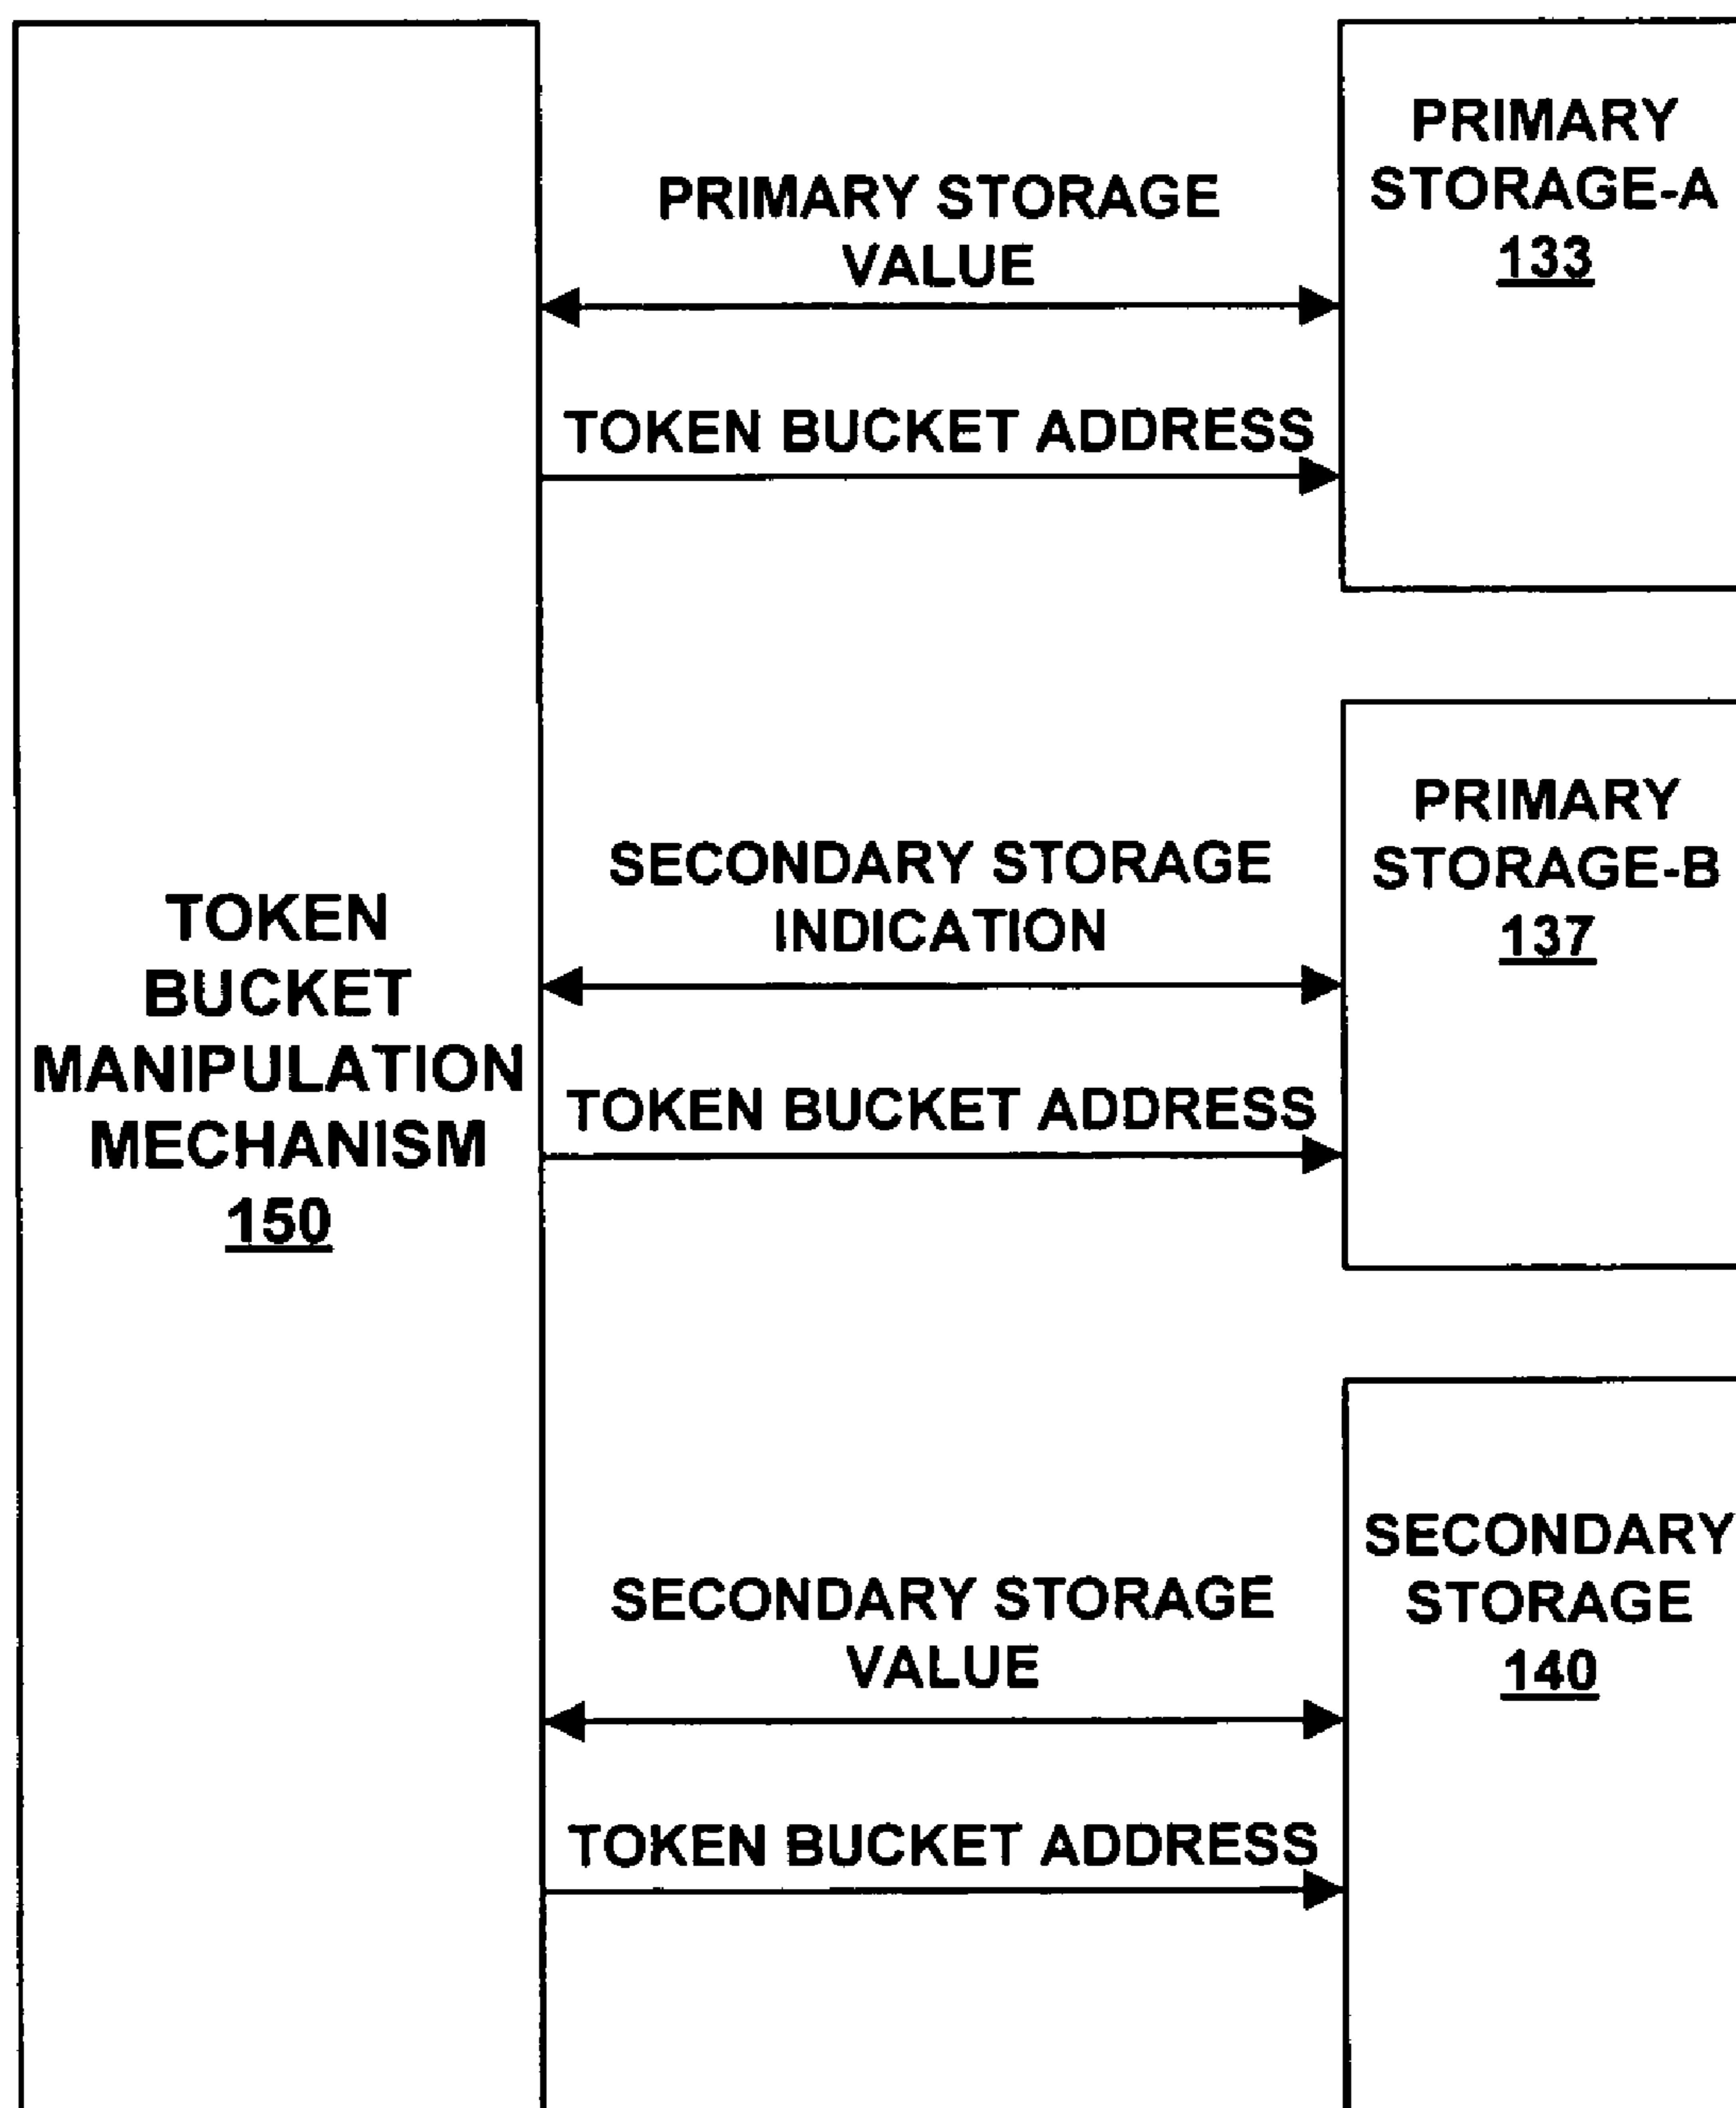 TOKEN
BUCKET
MANIPULATION
MECHANISM
150
PRIMARY STORAGE
VALUE
TOKEN BUCKET ADDRESS
PRIMARY
STORAGE-A
133
SECONDARY STORAGE
INDICATION
TOKEN BUCKET ADDRESS
PRIMARY
STORAGE-B
137
SECONDARY STORAGE
VALUE
TOKEN BUCKET ADDRESS
SECONDARY
STORAGE
140